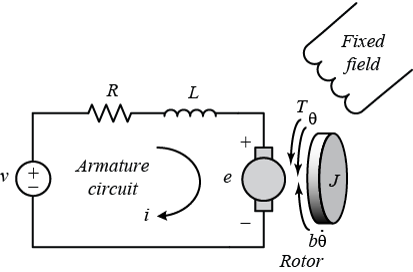 Fixed
field
R
L
T
θ
+
v
+
−
Armature
circuit
e
J
i
−
bθ̇
Rotor